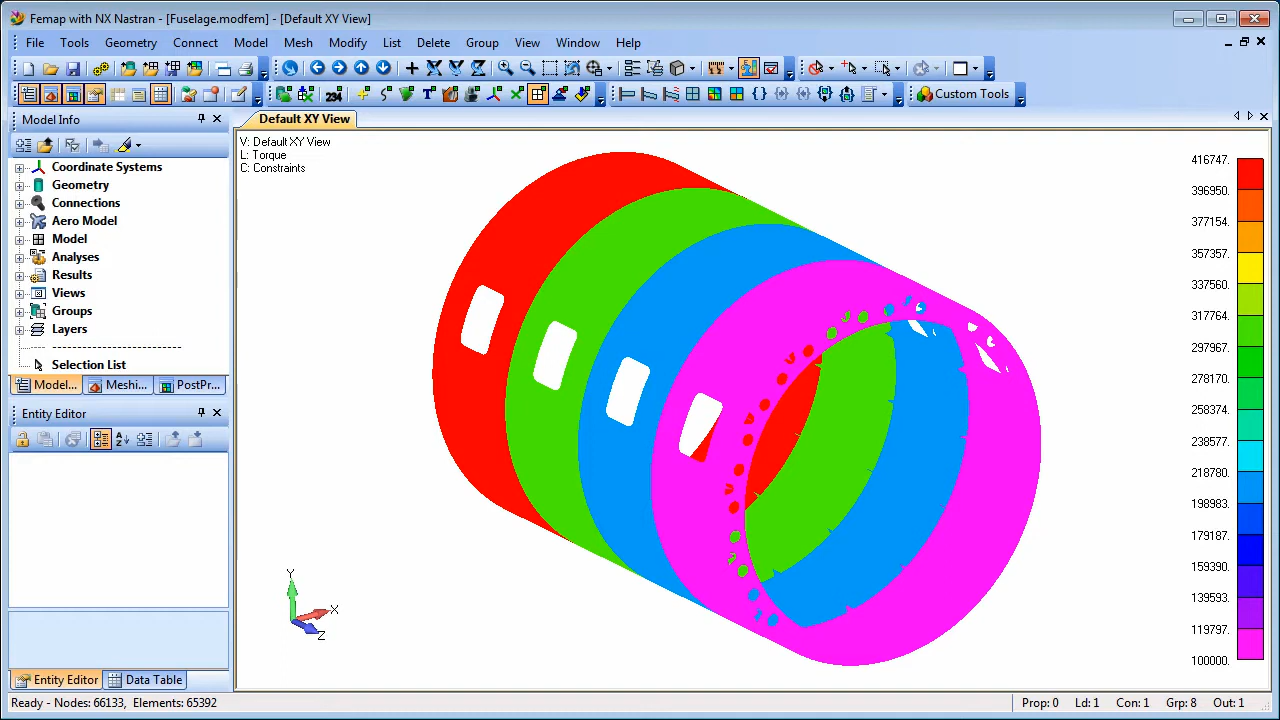 Femap with NX Nastran - [Fuselage.modfem] - [Default XY View]
File Tools Geometry Connect Model Mesh Modify List Delete Group View Window Help
234
Custom Tools
Model Info
Coordinate Systems
Geometry
Connections
Aero Model
Model
Analyses
Results
Views
Groups
Layers
Selection List
Model... Meshi... PostPr...
Entity Editor
Entity Editor Data Table
Default XY View
V: Default XY View
L: Torque
C: Constraints
416747.
396950.
377154.
357357.
337560.
317764.
297967.
278170.
258374.
238577.
218780.
198983.
179187.
159390.
139593.
119797.
100000.
Y
X
Z
Ready - Nodes: 66133, Elements: 65392 Prop: 0 Ld: 1 Con: 1 Grp: 8 Out: 1